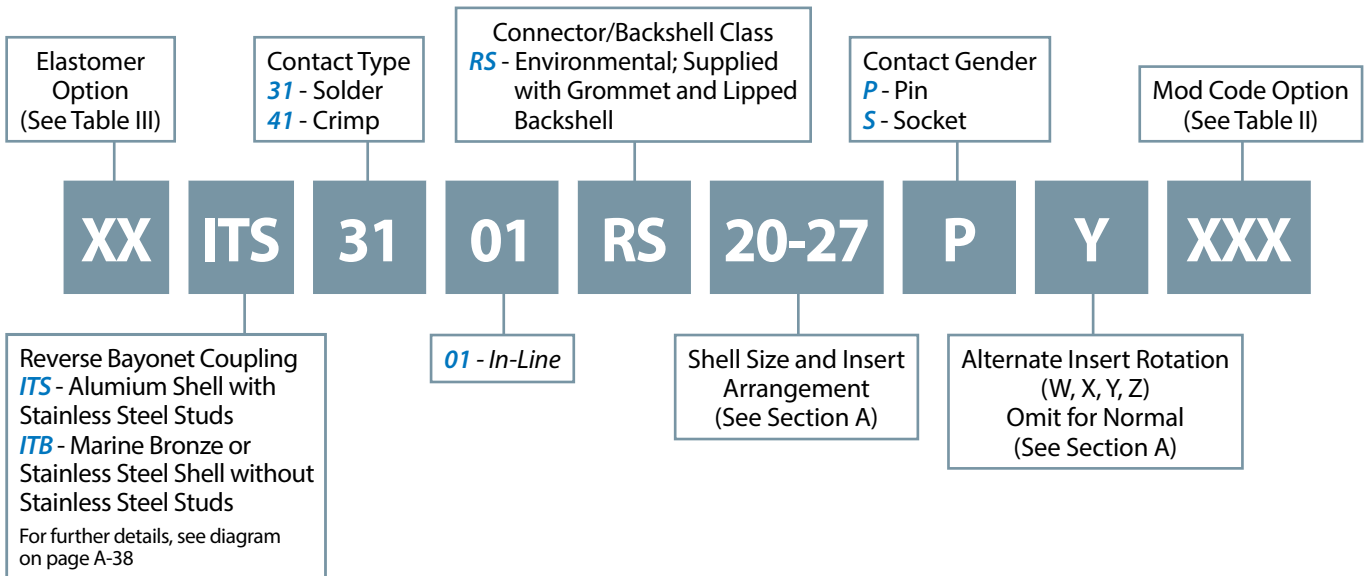 Elastomer
Option
(See Table III)
Contact Type
31 - Solder
41 - Crimp
Connector/Backshell Class
RS - Environmental; Supplied
with Grommet and Lipped
Backshell
Contact Gender
P - Pin
S - Socket
Mod Code Option
(See Table II)
XX ITS 31 01 RS 20-27 P Y XXX
Reverse Bayonet Coupling
ITS - Alumium Shell with
Stainless Steel Studs
ITB - Marine Bronze or
Stainless Steel Shell without
Stainless Steel Studs
For further details, see diagram
on page A-38
01 - In-Line
Shell Size and Insert
Arrangement
(See Section A)
Alternate Insert Rotation
(W, X, Y, Z)
Omit for Normal
(See Section A)